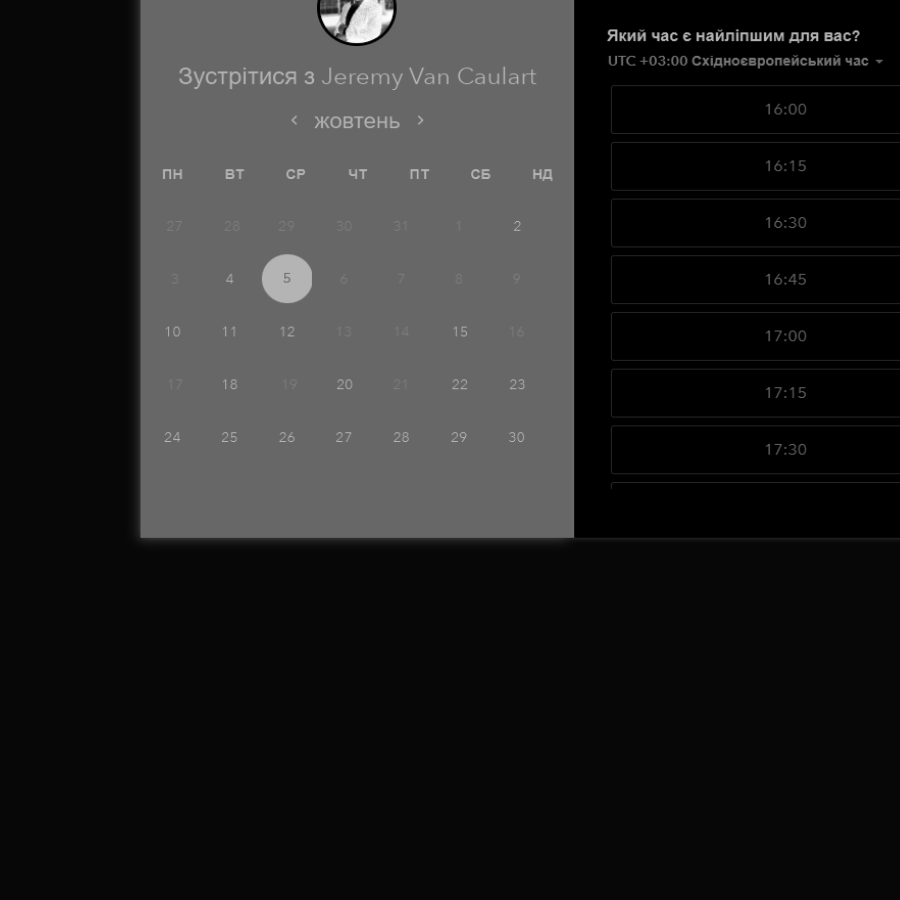 Зустрітися з Jeremy Van Caulart
‹ жовтень ›
ПН ВТ СР ЧТ ПТ СБ НД
27 28 29 30 31 1 2
3 4 5 6 7 8 9
10 11 12 13 14 15 16
17 18 19 20 21 22 23
24 25 26 27 28 29 30
Який час є найліпшим для вас?
UTC +03:00 Східноєвропейський час
16:00
16:15
16:30
16:45
17:00
17:15
17:30